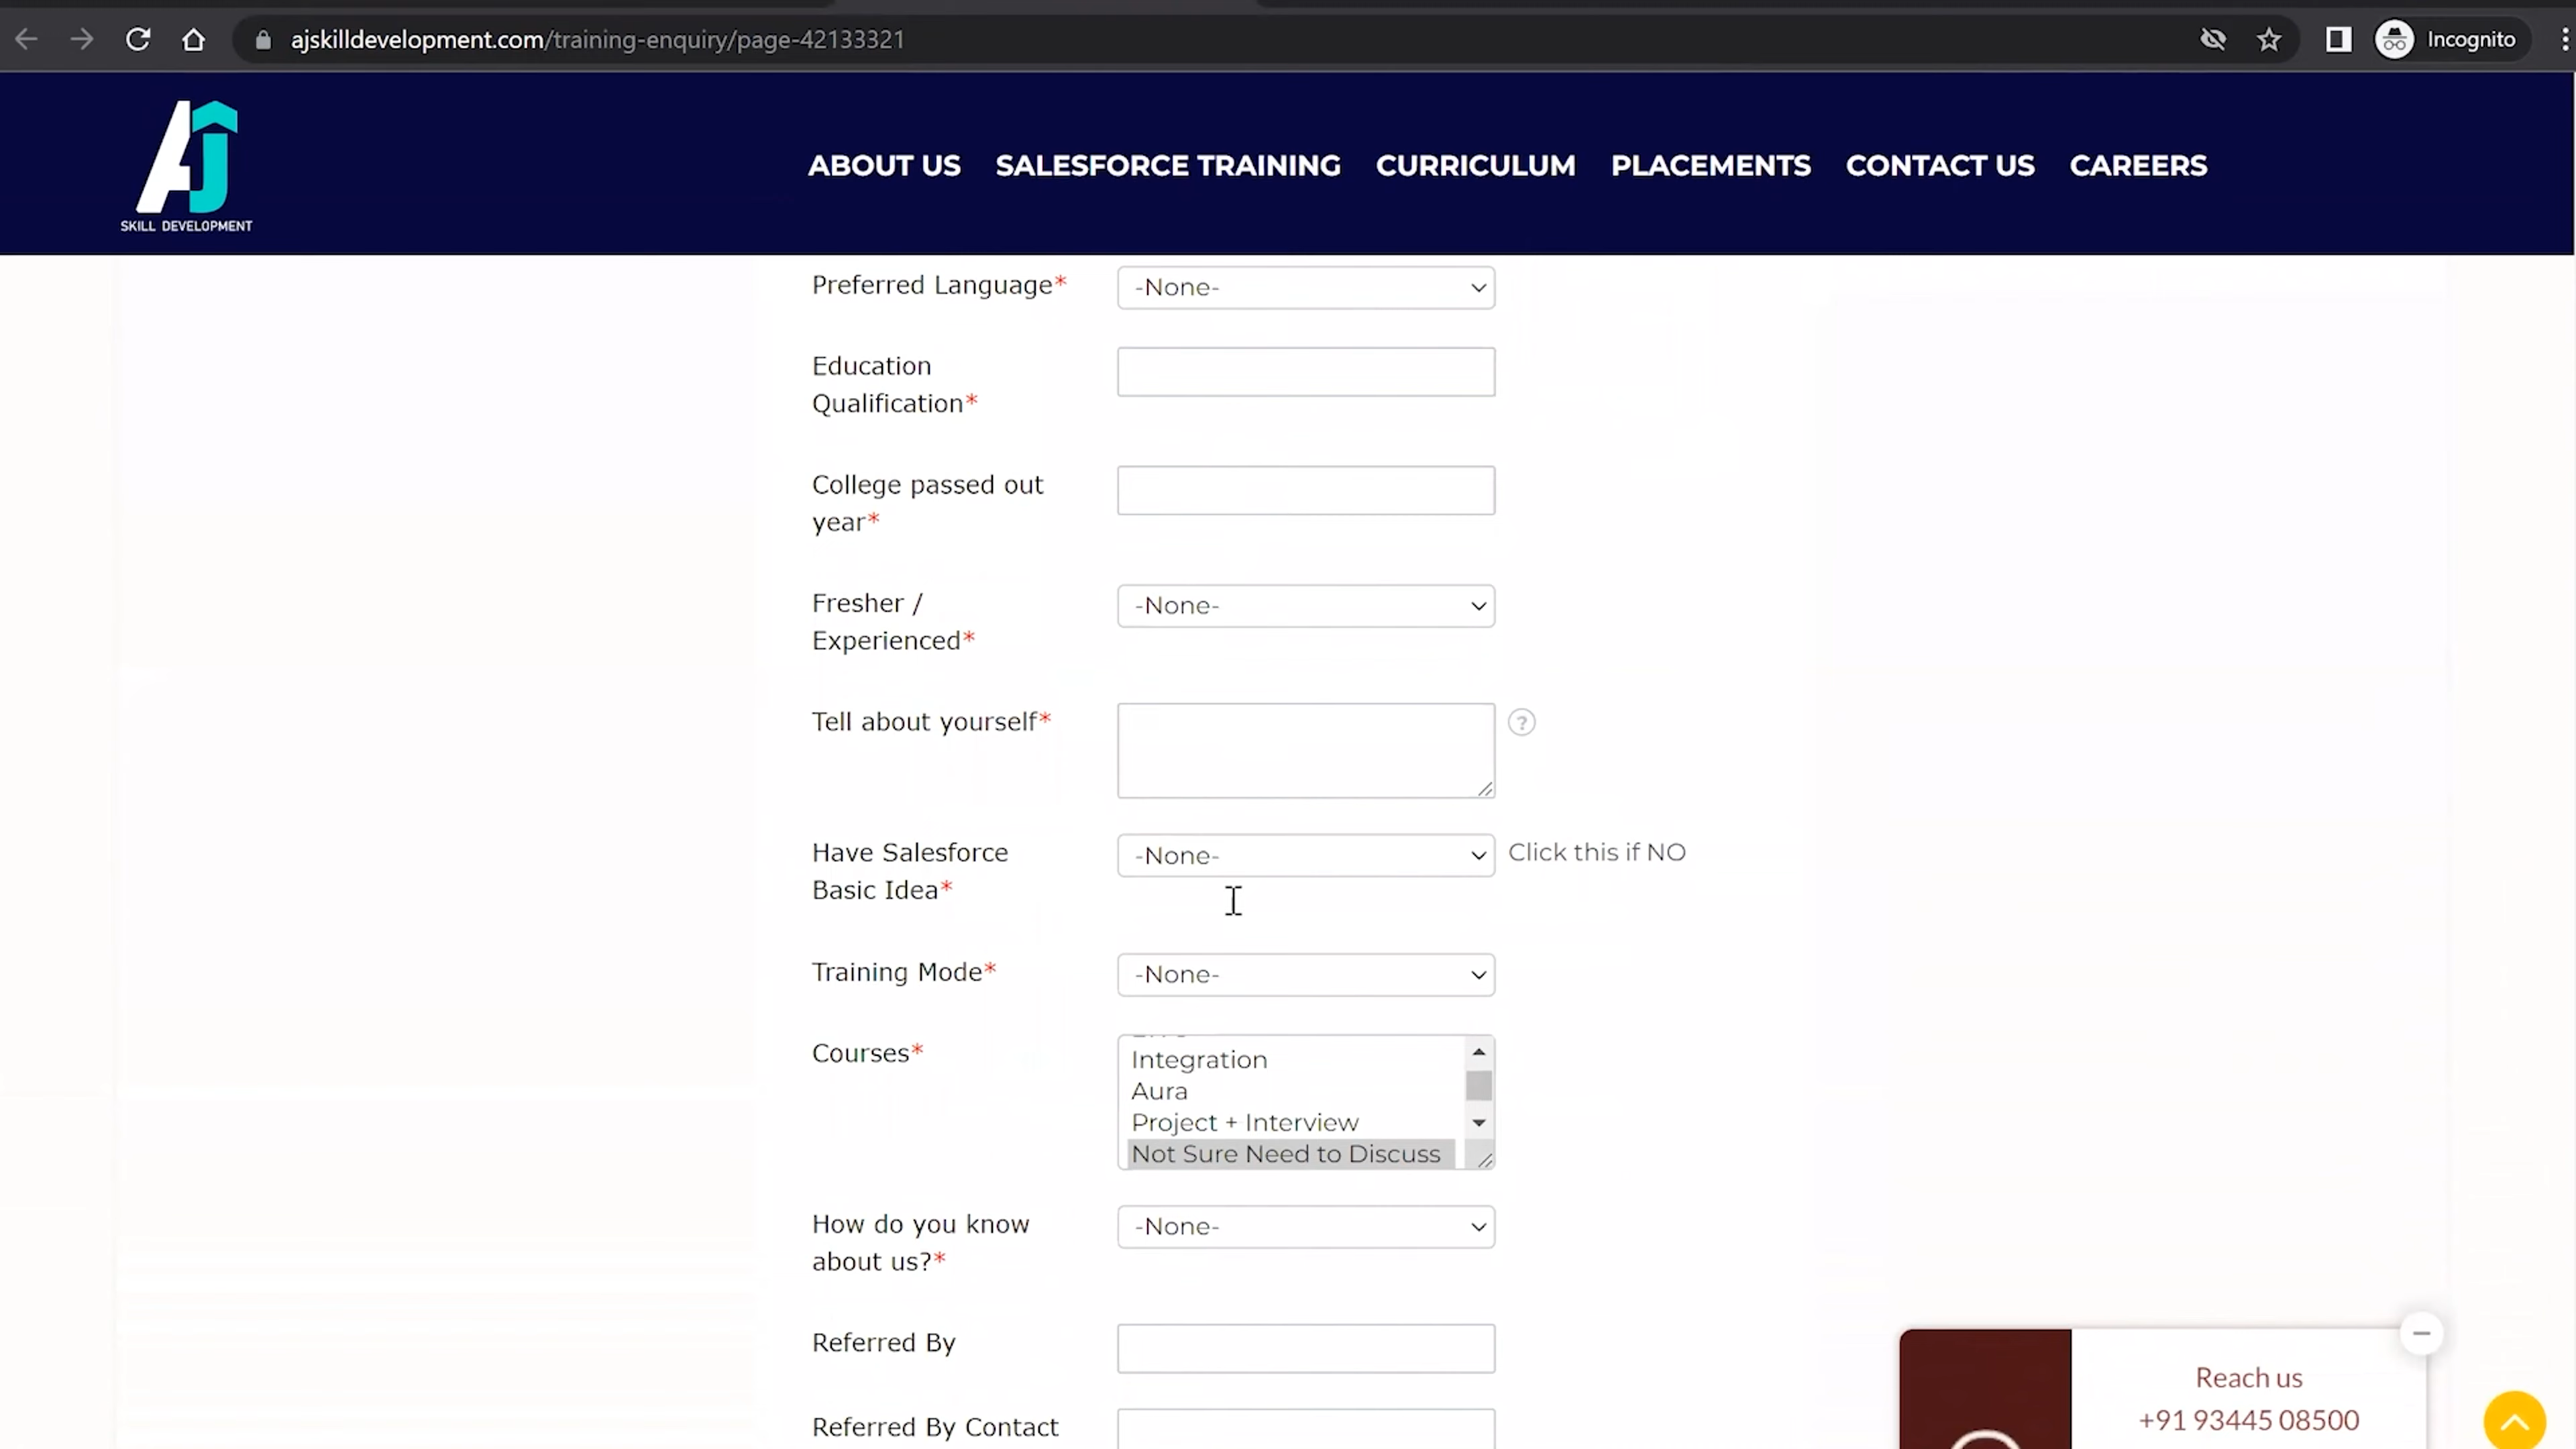 ajskilldevelopment.com/training-enquiry/page-42133321
Incognito
AJ
SKILL DEVELOPMENT
ABOUT US SALESFORCE TRAINING CURRICULUM PLACEMENTS CONTACT US CAREERS
Preferred Language* -None-
Education
Qualification*
College passed out
year*
Fresher / -None-
Experienced*
Tell about yourself* ?
Have Salesforce -None- Click this if NO
Basic Idea*
Training Mode* -None-
Courses*
Integration
Aura
Project + Interview
Not Sure Need to Discuss
How do you know -None-
about us?*
Referred By
Referred By Contact
Reach us
+91 93445 08500